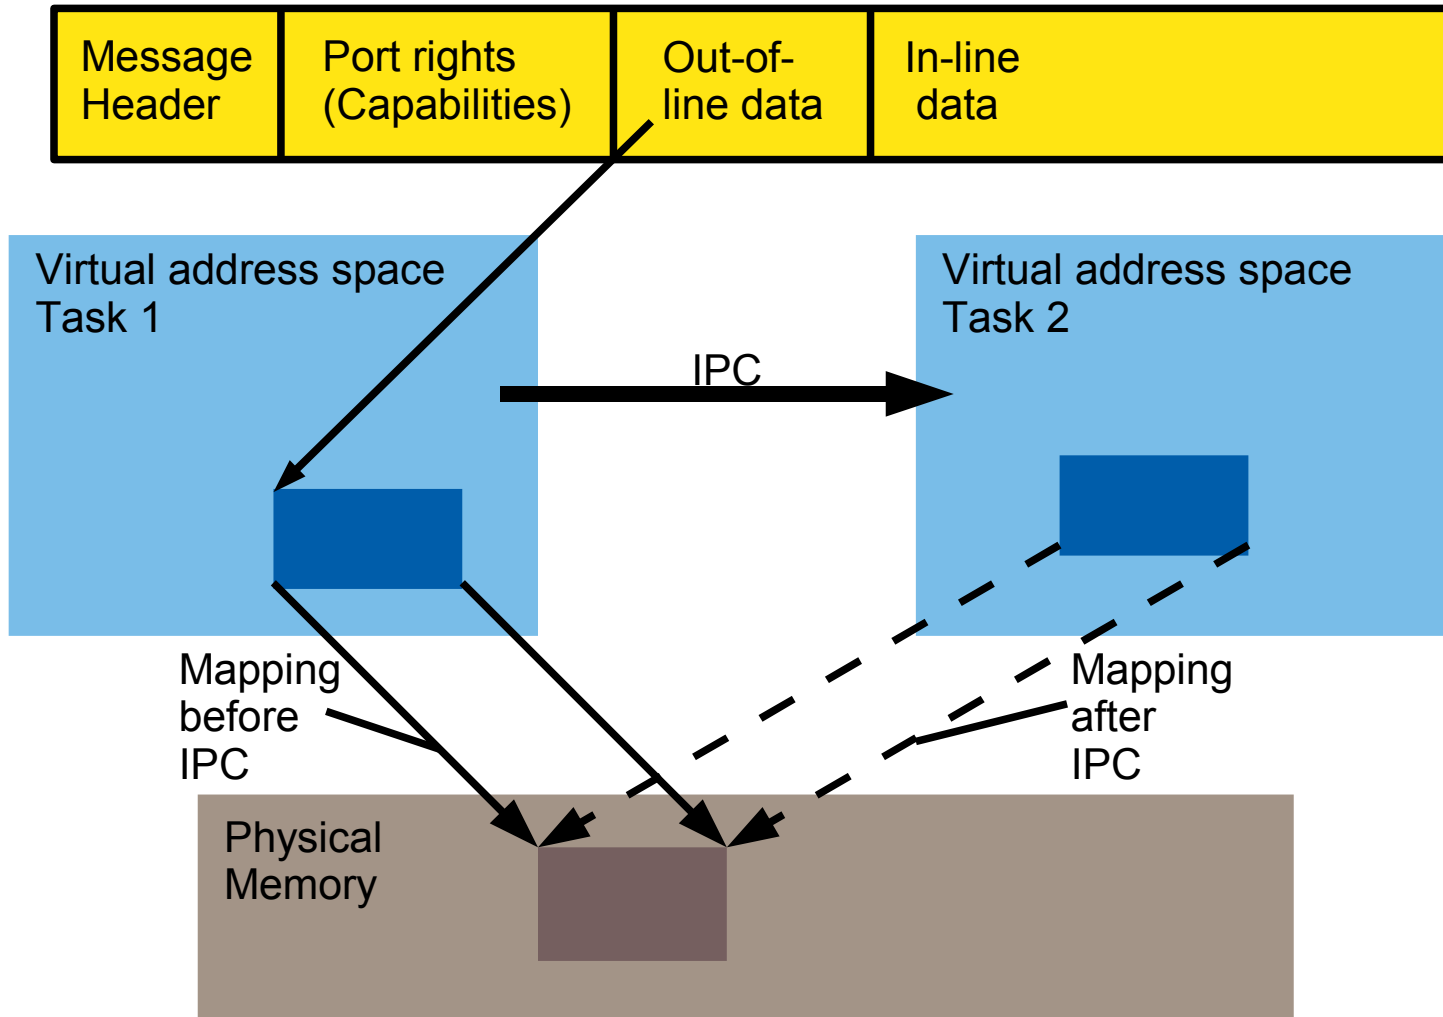 Message
Header
Port rights
(Capabilities)
Out-of-
line data
In-line
data
Virtual address space
Task 1
Virtual address space
Task 2
IPC
Mapping
before
IPC
Mapping
after
IPC
Physical
Memory